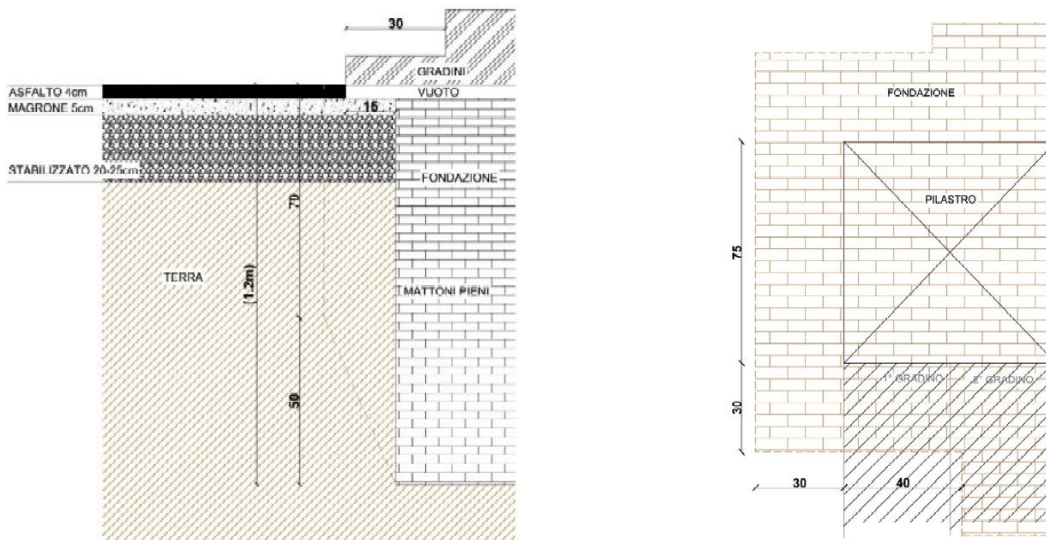 30
GRADINI
ASFALTO 4cm
VUOTO
MAGRONE 5cm
15
STABILIZZATO 20-25cm
FONDAZIONE
70
TERRA
(1.2m)
MATTONI PIENI
50
FONDAZIONE
PILASTRO
75
1° GRADINO
2° GRADINO
30
30
40